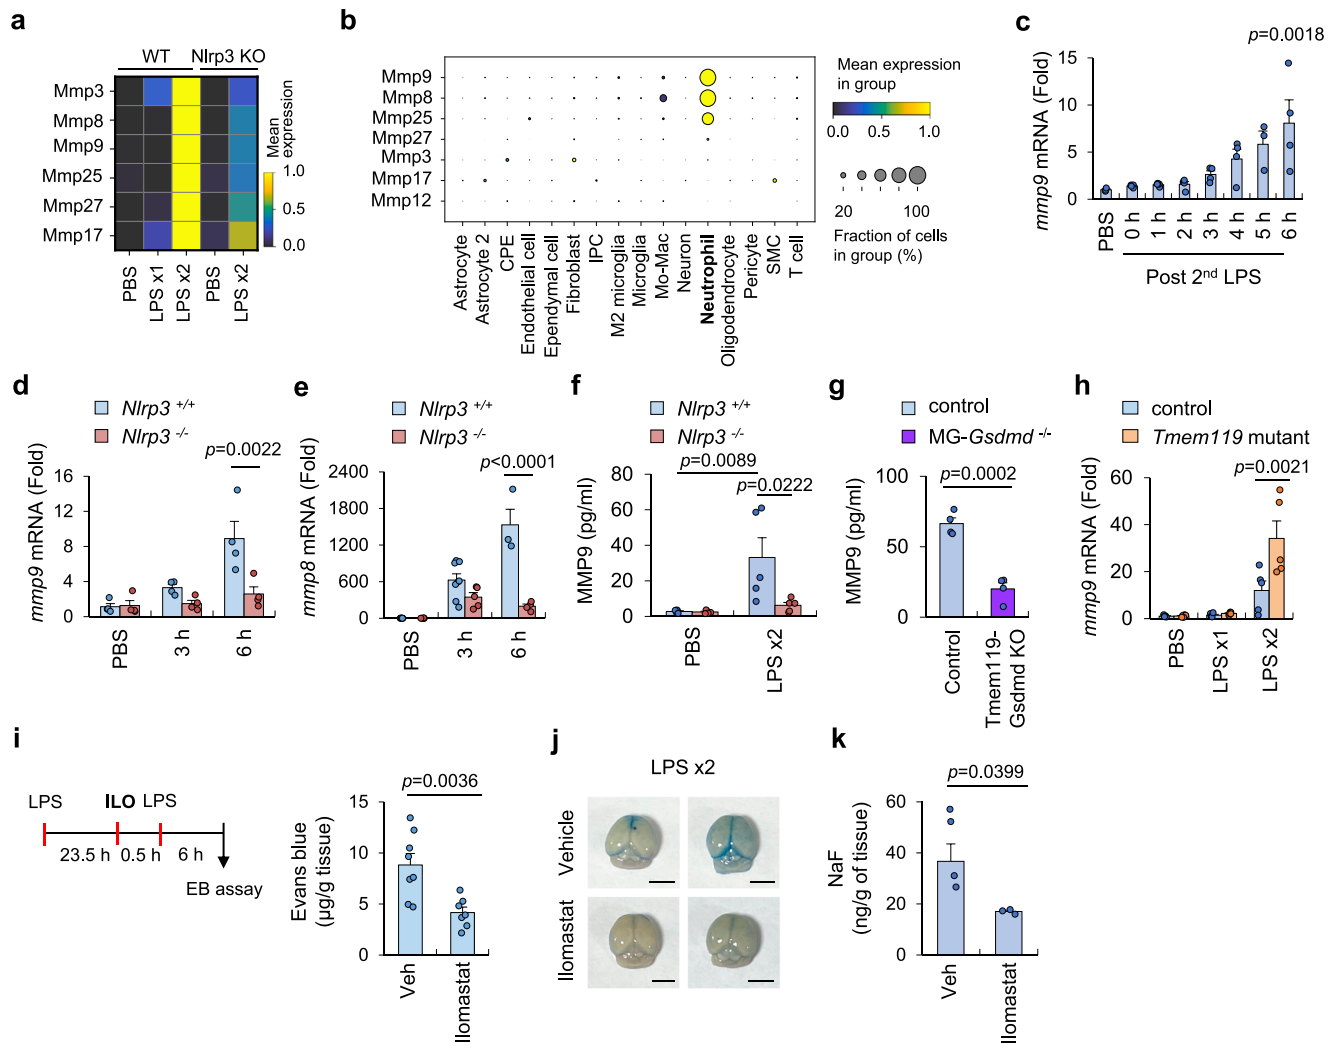 a
WT
Nlrp3 KO
Mmp3
Mmp8
Mmp9
Mmp25
Mmp27
Mmp17
PBS
LPS x1
LPS x2
PBS
LPS x2
Mean
expression
1.0
0.5
0.0
b
Mmp9
Mmp8
Mmp25
Mmp27
Mmp3
Mmp17
Mmp12
Astrocyte
Astrocyte 2
CPE
Endothelial cell
Ependymal cell
Fibroblast
IPC
M2 microglia
Microglia
Mo-Mac
Neuron
Neutrophil
Oligodendrocyte
Pericyte
SMC
T cell
Mean expression
in group
0.0 0.5 1.0
20 100
Fraction of cells
in group (%)
c
p=0.0018
mmp9 mRNA (Fold)
15
10
5
0
PBS
0 h
1 h
2 h
3 h
4 h
5 h
6 h
Post 2nd LPS
d
Nlrp3 +/+
Nlrp3 -/-
p=0.0022
mmp9 mRNA (Fold)
16
12
8
4
0
PBS
3 h
6 h
e
Nlrp3 +/+
Nlrp3 -/-
p<0.0001
mmp8 mRNA (Fold)
2400
1800
1200
600
0
PBS
3 h
6 h
f
Nlrp3 +/+
Nlrp3 -/-
p=0.0089
p=0.0222
MMP9 (pg/ml)
80
60
40
20
0
PBS
LPS x2
g
control
MG-Gsdmd -/-
p=0.0002
MMP9 (pg/ml)
100
50
0
Control
Tmem119-
Gsdmd KO
h
control
Tmem119 mutant
p=0.0021
mmp9 mRNA (Fold)
60
40
20
0
PBS
LPS x1
LPS x2
i
LPS ILO LPS
23.5 h 0.5 h 6 h
EB assay
p=0.0036
Evans blue
(µg/g tissue)
15
10
5
0
Veh
Ilomastat
j
LPS x2
Vehicle
Ilomastat
k
p=0.0399
NaF
(ng/g of tissue)
60
40
20
0
Veh
Ilomastat